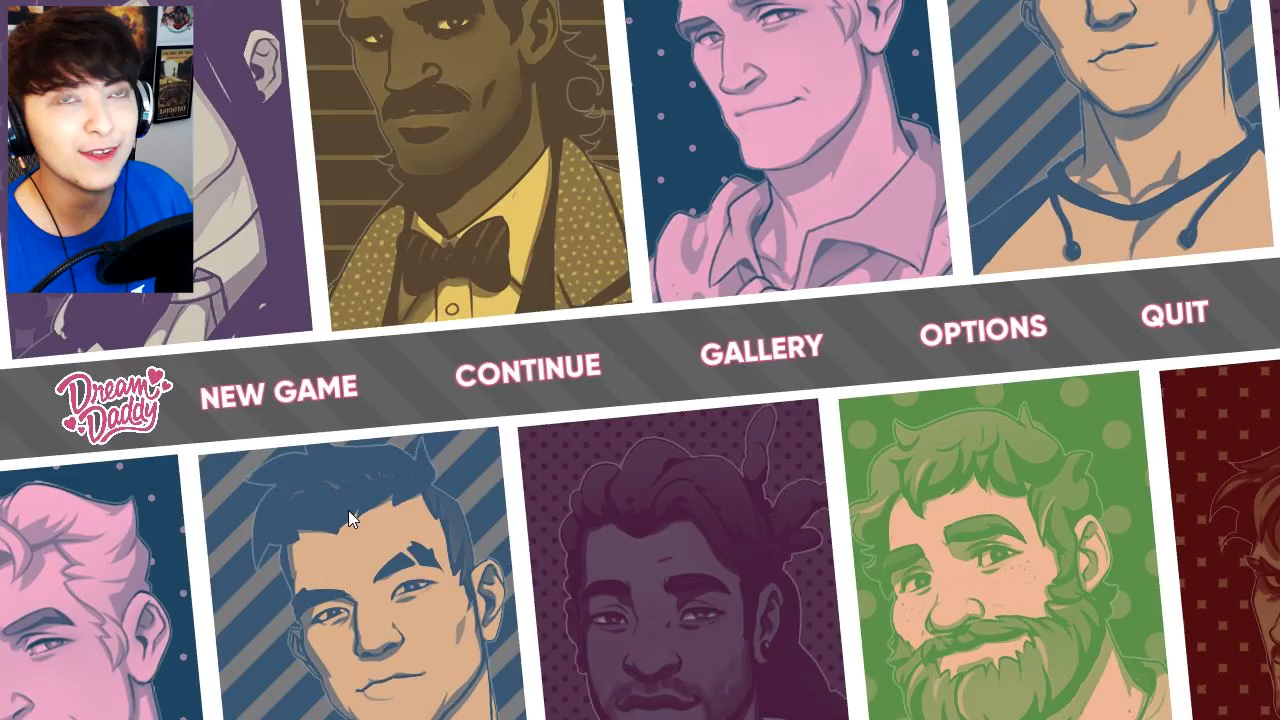 Dream
Daddy
NEW GAME
CONTINUE
GALLERY
OPTIONS
QUIT